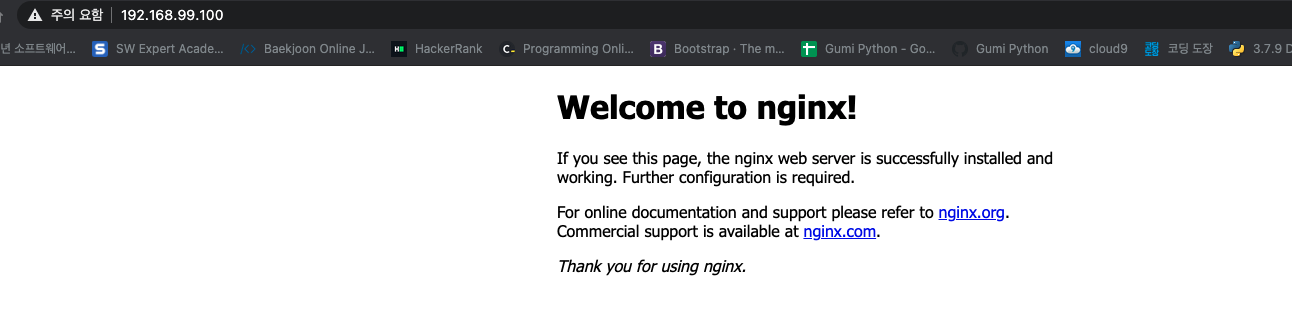 주의 요함 192.168.99.100
년 소프트웨어... SW Expert Acade... Baekjoon Online J... HackerRank Programming Onli... Bootstrap · The m... Gumi Python - Go... Gumi Python cloud9 코딩 도장 3.7.9 D
Welcome to nginx!
If you see this page, the nginx web server is successfully installed and
working. Further configuration is required.
For online documentation and support please refer to nginx.org.
Commercial support is available at nginx.com.
Thank you for using nginx.